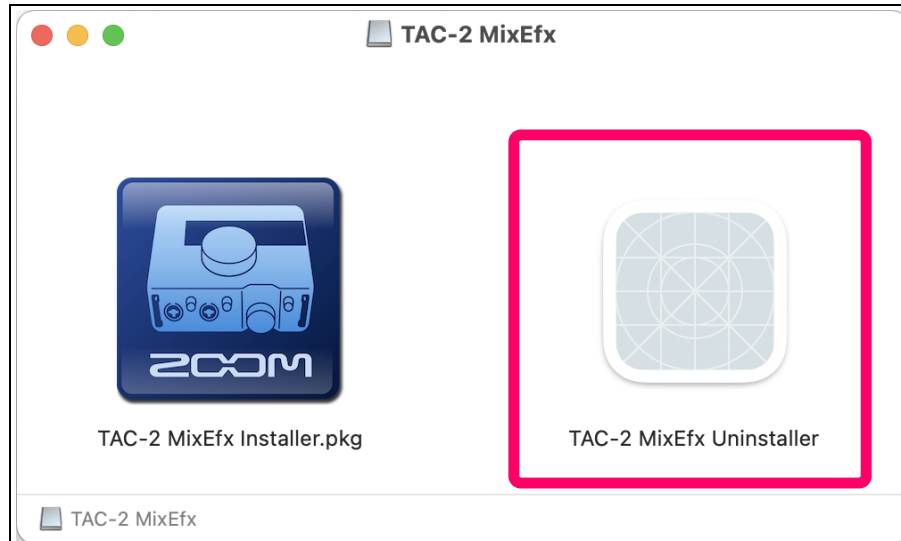 TAC-2 MixEfx
ZOOM
TAC-2 MixEfx Installer.pkg
TAC-2 MixEfx Uninstaller
TAC-2 MixEfx